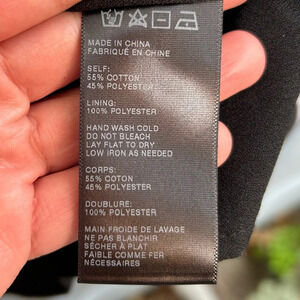 MADE IN CHINA
FABRIQUÉ EN CHINE
SELF:
55% COTTON
45% POLYESTER
LINING:
100% POLYESTER
HAND WASH COLD
DO NOT BLEACH
LAY FLAT TO DRY
LOW IRON AS NEEDED
CORPS:
55% COTON
45% POLYESTER
DOUBLURE:
100% POLYESTER
MAIN FROIDE DE LAVAGE
NE PAS BLANCHIR
SÉCHER À PLAT
FAIBLE COMME FER
NÉCESSAIRES